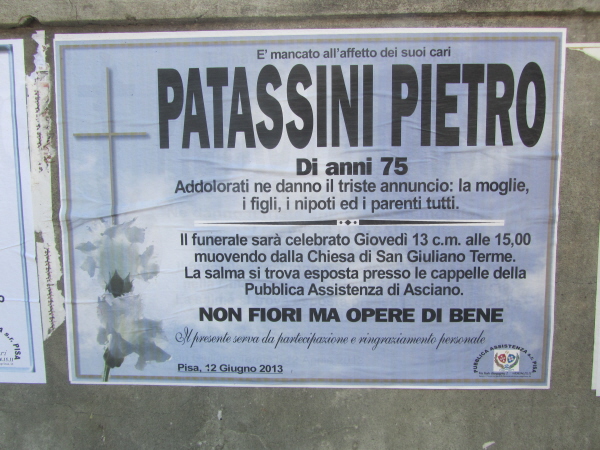 E' mancato all'affetto dei suoi cari
PATASSINI PIETRO
Di anni 75
Addolorati ne danno il triste annuncio: la moglie,
i figli, i nipoti ed i parenti tutti.
Il funerale sarà celebrato Giovedì 13 c.m. alle 15,00
muovendo dalla Chiesa di San Giuliano Terme.
La salma si trova esposta presso le cappelle della
Pubblica Assistenza di Asciano.
NON FIORI MA OPERE DI BENE
Il presente serva da partecipazione e ringraziamento personale
Pisa, 12 Giugno 2013
PUBBLICA ASSISTENZA s.r. PISA
PISA